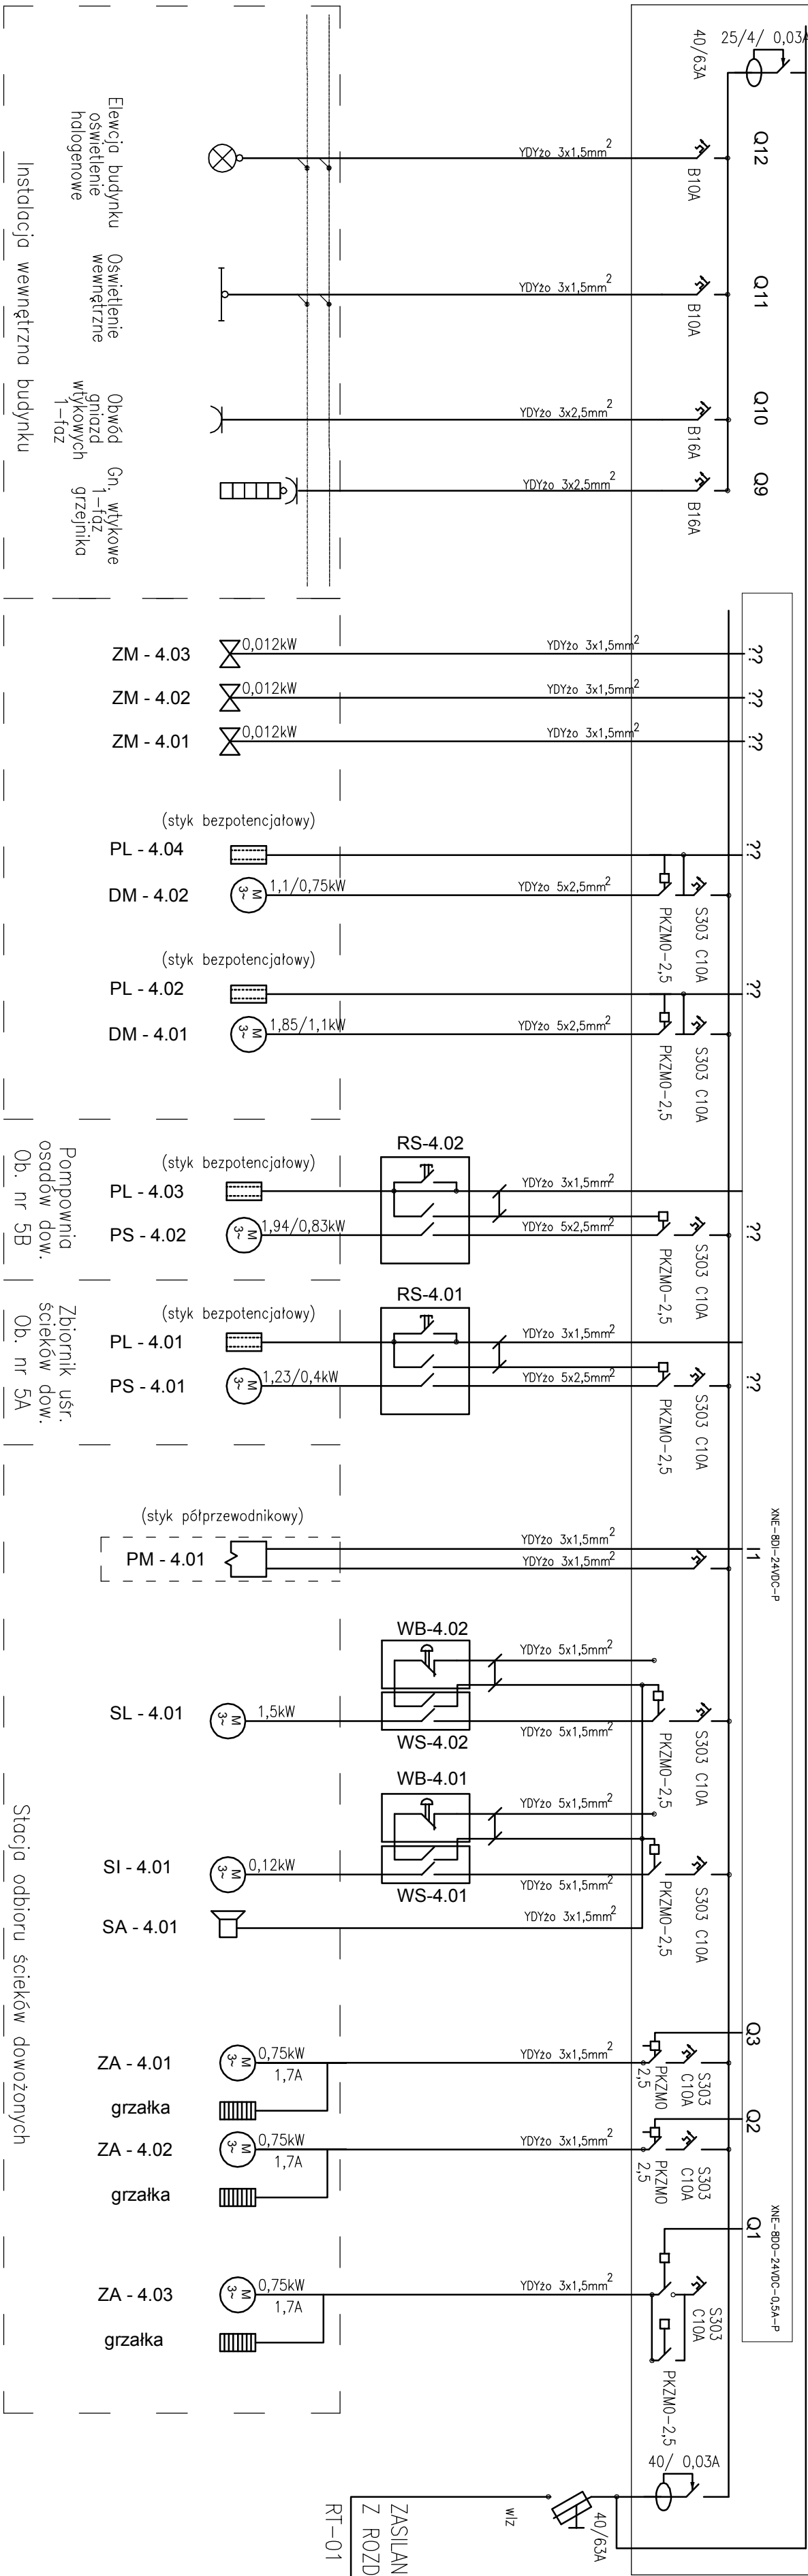 25/4/ 0,03A
40/63A
Q12
YDYżo 3x1,5mm²
B10A
Elewcja budynku
oświetlenie
halogenowe
Q11
YDYżo 3x1,5mm²
B10A
Oświetlenie
wewnętrzne
Q10
YDYżo 3x2,5mm²
B16A
Obwód
gniazd
wtykowych
1-faz
Q9
YDYżo 3x2,5mm²
B16A
Gn. wtykowe
1-faz
grzejnika
Instalacja wewnętrzna budynku
ZM - 4.03
0,012kW
YDYżo 3x1,5mm²
??
ZM - 4.02
0,012kW
YDYżo 3x1,5mm²
??
ZM - 4.01
0,012kW
YDYżo 3x1,5mm²
??
(styk bezpotencjałowy)
PL - 4.04
??
DM - 4.02
1,1/0,75kW
YDYżo 5x2,5mm²
PKZM0-2,5
S303 C10A
(styk bezpotencjałowy)
PL - 4.02
??
DM - 4.01
1,85/1,1kW
YDYżo 5x2,5mm²
PKZM0-2,5
S303 C10A
RS-4.02
(styk bezpotencjałowy)
PL - 4.03
YDYżo 3x1,5mm²
PS - 4.02
1,94/0,83kW
YDYżo 5x2,5mm²
??
PKZM0-2,5
S303 C10A
Pompownia
osadów dow.
Ob. nr 5B
RS-4.01
(styk bezpotencjałowy)
PL - 4.01
YDYżo 3x1,5mm²
PS - 4.01
1,23/0,4kW
YDYżo 5x2,5mm²
??
PKZM0-2,5
S303 C10A
Zbiornik uśr.
ścieków dow.
Ob. nr 5A
XNE-8DI-24VDC-P
(styk półprzewodnikowy)
PM - 4.01
YDYżo 3x1,5mm²
YDYżo 3x1,5mm²
I1
WB-4.02
YDYżo 5x1,5mm²
SL - 4.01
1,5kW
WS-4.02
YDYżo 5x1,5mm²
PKZM0-2,5
S303 C10A
WB-4.01
YDYżo 5x1,5mm²
SI - 4.01
0,12kW
WS-4.01
YDYżo 5x1,5mm²
PKZM0-2,5
S303 C10A
SA - 4.01
YDYżo 3x1,5mm²
Stacja odbioru ścieków dowożonych
Q3
ZA - 4.01
0,75kW
1,7A
YDYżo 3x1,5mm²
PKZM0
2,5
S303
C10A
grzałka
Q2
ZA - 4.02
0,75kW
1,7A
YDYżo 3x1,5mm²
PKZM0
2,5
S303
C10A
grzałka
XNE-8DO-24VDC-0,5A-P
Q1
ZA - 4.03
0,75kW
1,7A
YDYżo 3x1,5mm²
S303
C10A
grzałka
PKZM0-2,5
40/ 0,03A
40/63A
wlz
ZASILAN
Z ROZD
RT-01